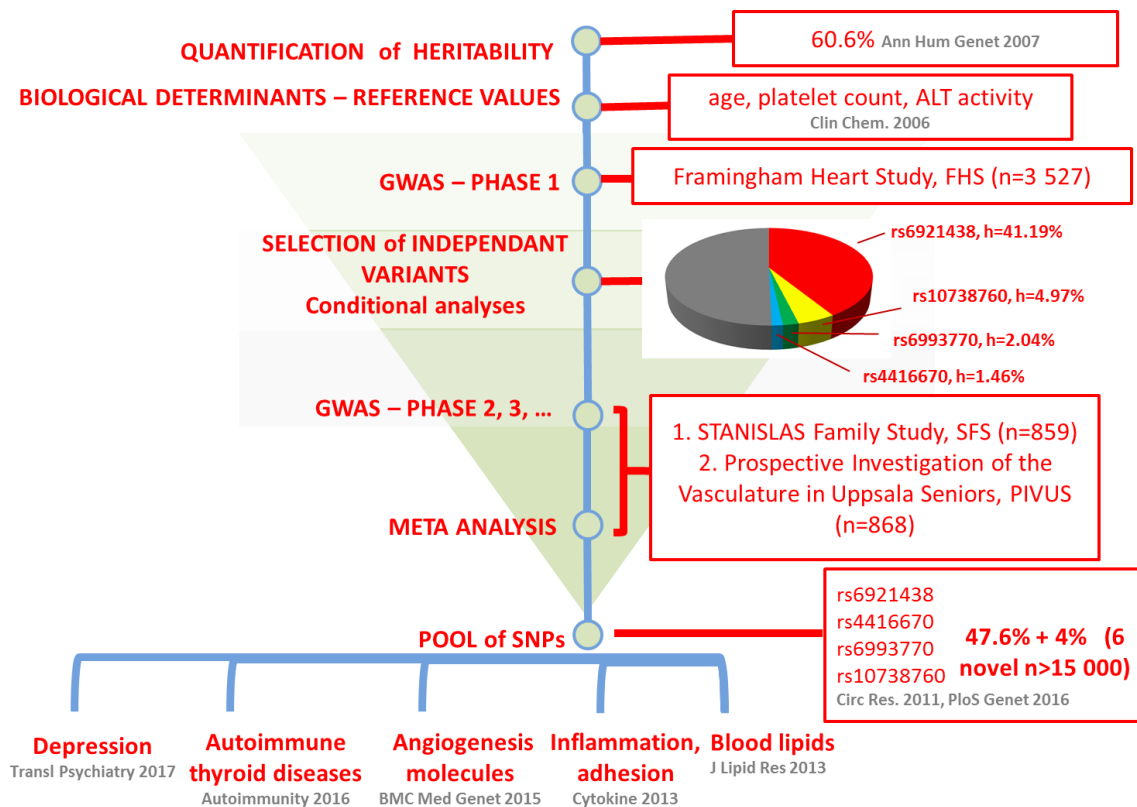 QUANTIFICATION of HERITABILITY
60.6% Ann Hum Genet 2007
BIOLOGICAL DETERMINANTS – REFERENCE VALUES
age, platelet count, ALT activity
Clin Chem. 2006
GWAS – PHASE 1
Framingham Heart Study, FHS (n=3 527)
SELECTION of INDEPENDANT
VARIANTS
Conditional analyses
rs6921438, h=41.19%
rs10738760, h=4.97%
rs6993770, h=2.04%
rs4416670, h=1.46%
GWAS – PHASE 2, 3, ...
META ANALYSIS
1. STANISLAS Family Study, SFS (n=859)
2. Prospective Investigation of the
Vasculature in Uppsala Seniors, PIVUS
(n=868)
POOL of SNPs
rs6921438
rs4416670
rs6993770
rs10738760
47.6% + 4% (6
novel n>15 000)
Circ Res. 2011, PloS Genet 2016
Depression
Transl Psychiatry 2017
Autoimmune
thyroid diseases
Autoimmunity 2016
Angiogenesis
molecules
BMC Med Genet 2015
Inflammation,
adhesion
Cytokine 2013
Blood lipids
J Lipid Res 2013